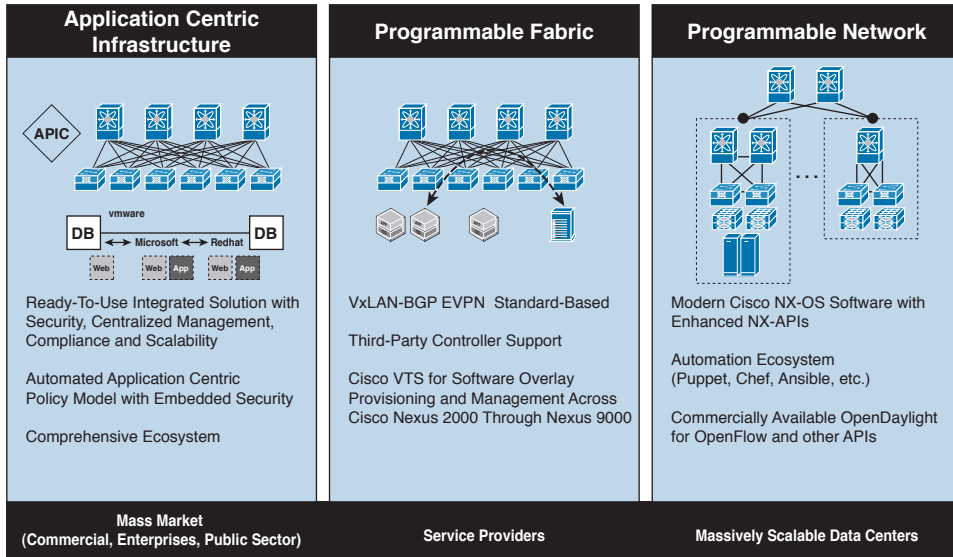 Application Centric
Infrastructure
APIC
vmware
DB
DB
Microsoft
Redhat
Web
Web
App
Web
App
Ready-To-Use Integrated Solution with
Security, Centralized Management,
Compliance and Scalability
Automated Application Centric
Policy Model with Embedded Security
Comprehensive Ecosystem
Mass Market
(Commercial, Enterprises, Public Sector)
Programmable Fabric
VxLAN-BGP EVPN Standard-Based
Third-Party Controller Support
Cisco VTS for Software Overlay
Provisioning and Management Across
Cisco Nexus 2000 Through Nexus 9000
Service Providers
Programmable Network
...
Modern Cisco NX-OS Software with
Enhanced NX-APIs
Automation Ecosystem
(Puppet, Chef, Ansible, etc.)
Commercially Available OpenDaylight
for OpenFlow and other APIs
Massively Scalable Data Centers